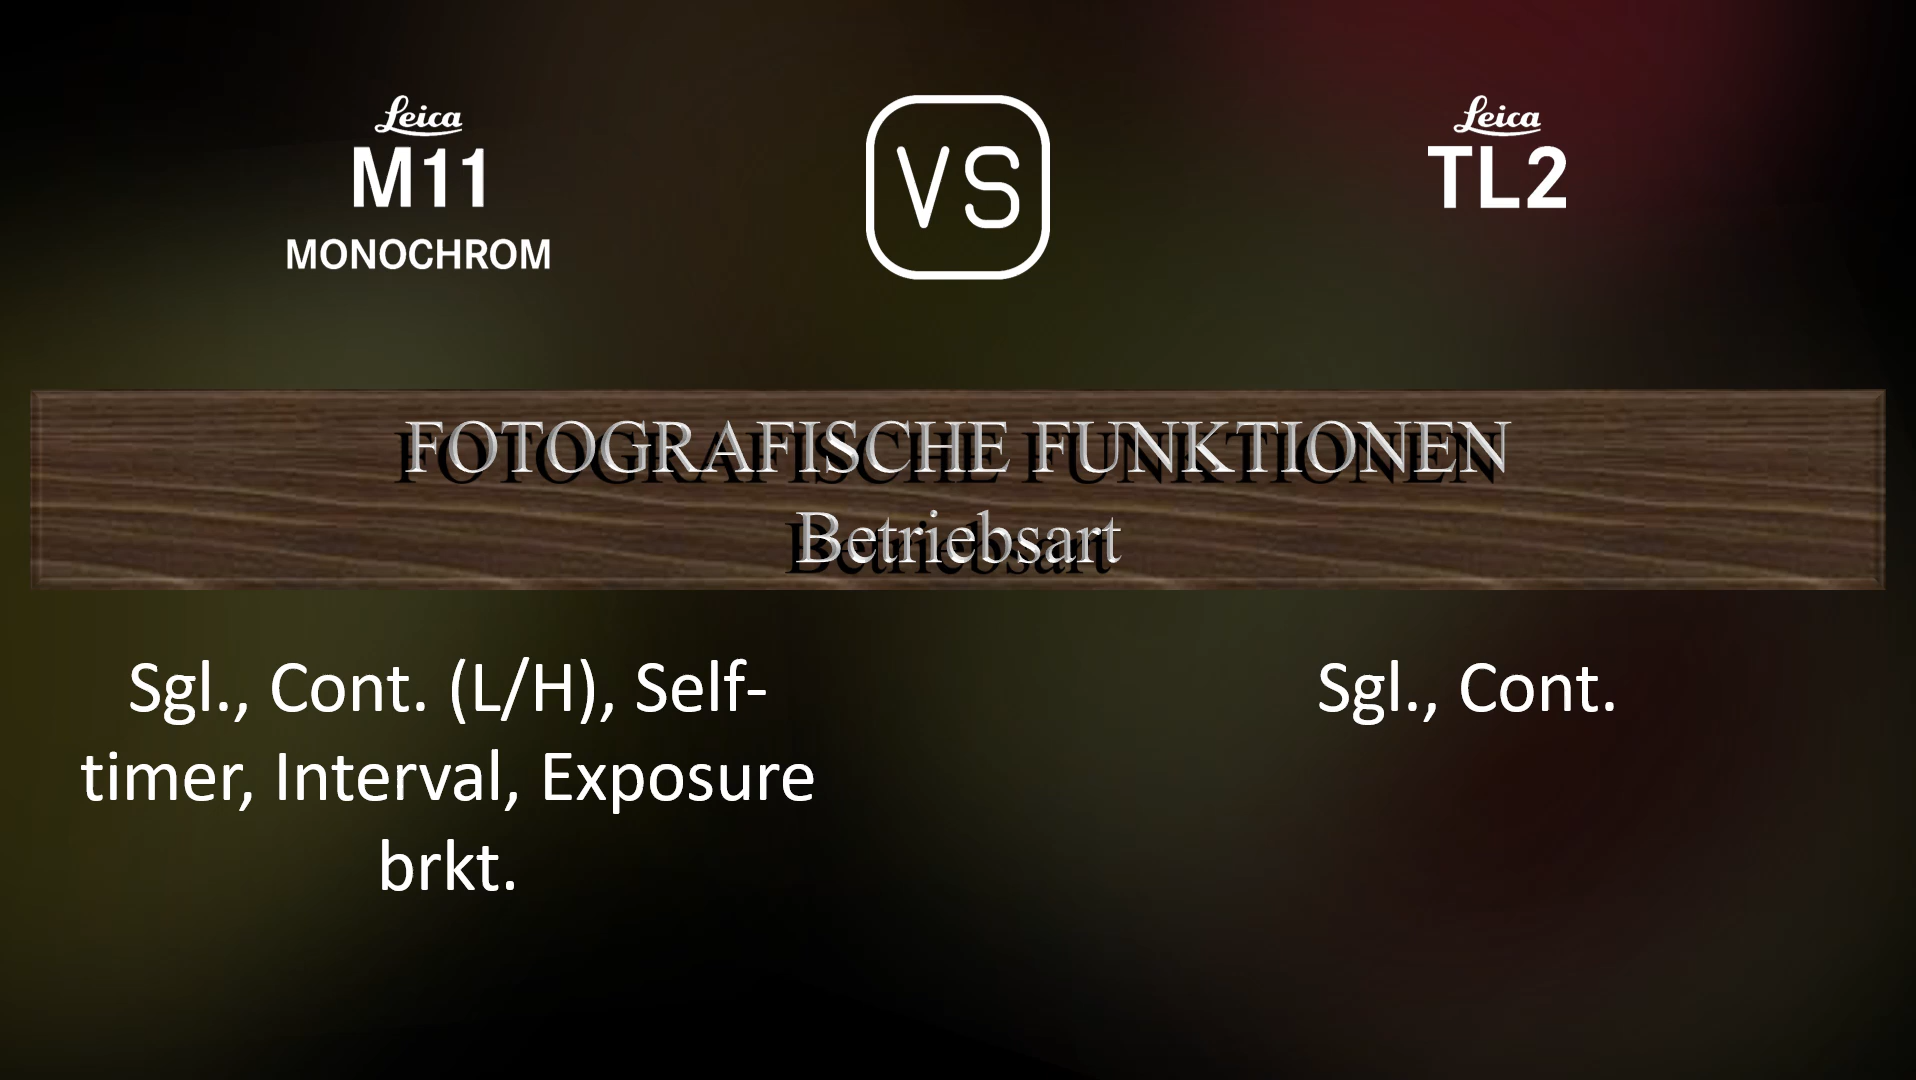 Leica
M11
MONOCHROM
VS
Leica
TL2
FOTOGRAFISCHE FUNKTIONEN
Betriebsart
Sgl., Cont. (L/H), Self-
timer, Interval, Exposure
brkt.
Sgl., Cont.